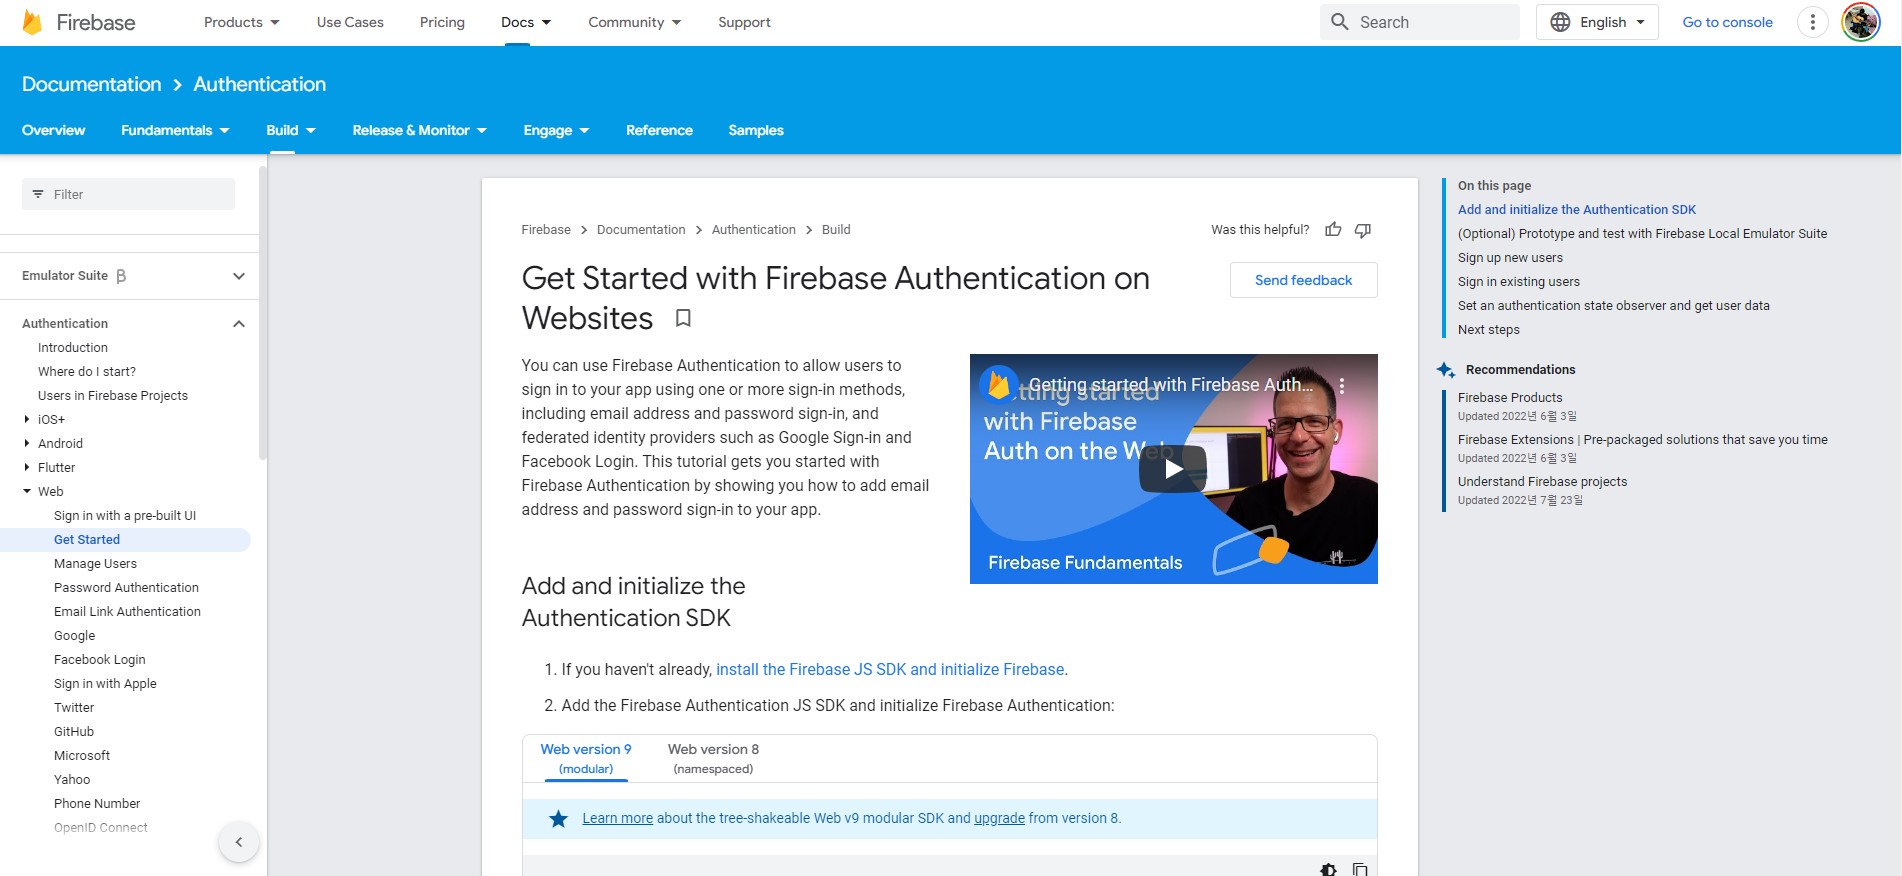 Firebase
Products
Use Cases
Pricing
Docs
Community
Support
Search
English
Go to console
Documentation
Authentication
Overview
Fundamentals
Build
Release & Monitor
Engage
Reference
Samples
Filter
Emulator Suite β
Authentication
Introduction
Where do I start?
Users in Firebase Projects
iOS+
Android
Flutter
Web
Sign in with a pre-built UI
Get Started
Manage Users
Password Authentication
Email Link Authentication
Google
Facebook Login
Sign in with Apple
Twitter
GitHub
Microsoft
Yahoo
Phone Number
OpenID Connect
Firebase > Documentation > Authentication > Build
Was this helpful?
Get Started with Firebase Authentication on
Websites
Send feedback
You can use Firebase Authentication to allow users to
sign in to your app using one or more sign-in methods,
including email address and password sign-in, and
federated identity providers such as Google Sign-in and
Facebook Login. This tutorial gets you started with
Firebase Authentication by showing you how to add email
address and password sign-in to your app.
Getting started with Firebase Auth...
Getting started
with Firebase
Auth on the Web
Firebase Fundamentals
Add and initialize the
Authentication SDK
1. If you haven't already, install the Firebase JS SDK and initialize Firebase.
2. Add the Firebase Authentication JS SDK and initialize Firebase Authentication:
Web version 9
(modular)
Web version 8
(namespaced)
Learn more about the tree-shakeable Web v9 modular SDK and upgrade from version 8.
On this page
Add and initialize the Authentication SDK
(Optional) Prototype and test with Firebase Local Emulator Suite
Sign up new users
Sign in existing users
Set an authentication state observer and get user data
Next steps
Recommendations
Firebase Products
Updated 2022년 6월 3일
Firebase Extensions | Pre-packaged solutions that save you time
Updated 2022년 6월 3일
Understand Firebase projects
Updated 2022년 7월 23일